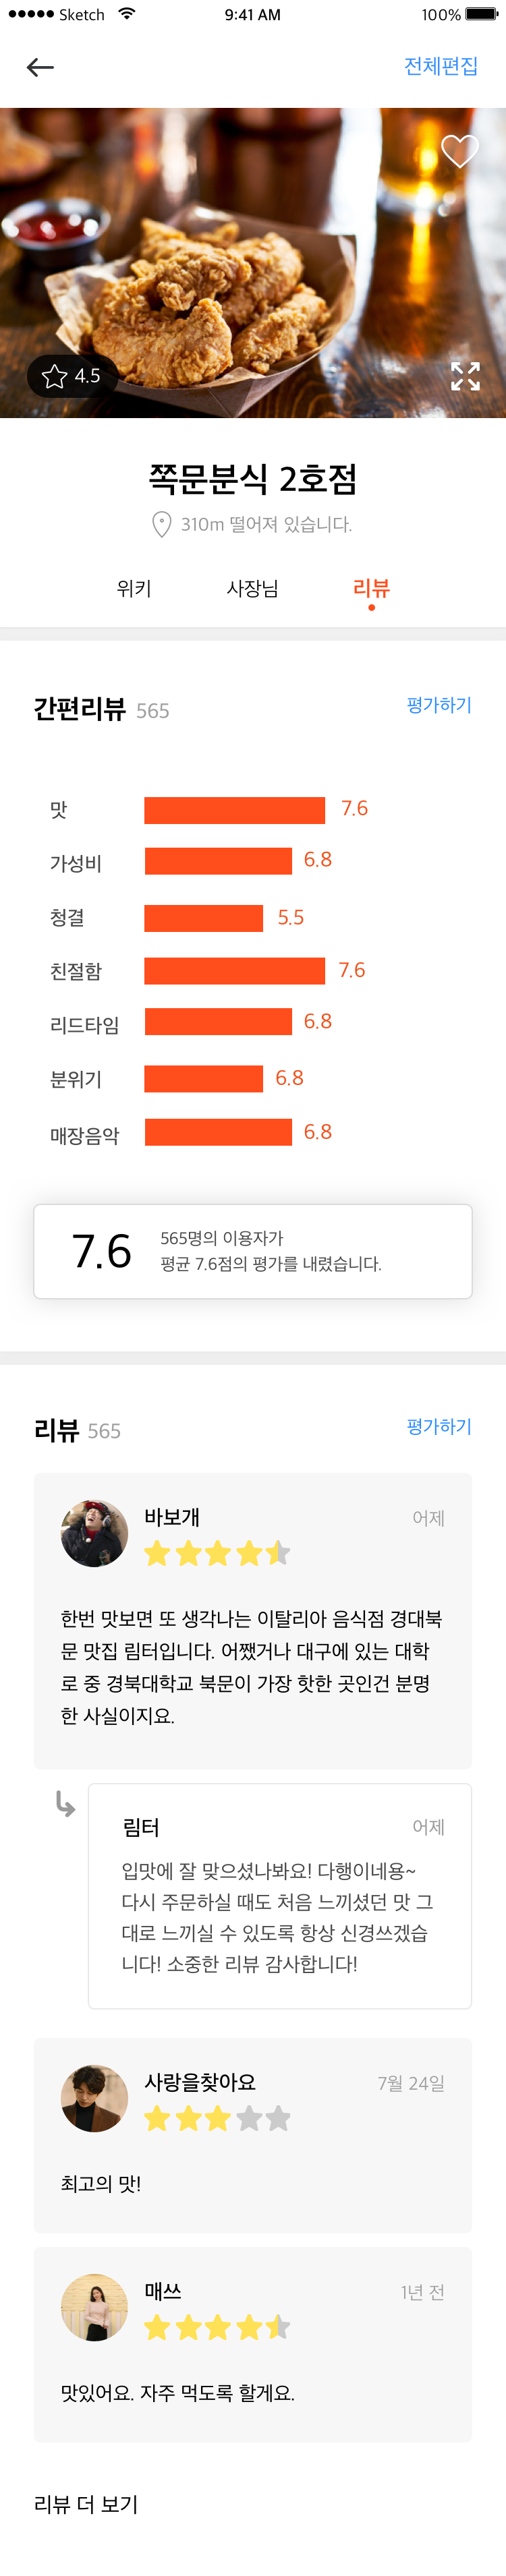 Sketch 9:41 AM 100%
전체편집
4.5
쪽문분식 2호점
310m 떨어져 있습니다.
위키 사장님 리뷰
간편리뷰 565 평가하기
맛 7.6
가성비 6.8
청결 5.5
친절함 7.6
리드타임 6.8
분위기 6.8
매장음악 6.8
7.6
565명의 이용자가
평균 7.6점의 평가를 내렸습니다.
리뷰 565 평가하기
바보개 어제
한번 맛보면 또 생각나는 이탈리아 음식점 경대북
문 맛집 림터입니다. 어쨌거나 대구에 있는 대학
로 중 경북대학교 북문이 가장 핫한 곳인건 분명
한 사실이지요.
림터 어제
입맛에 잘 맞으셨나봐요! 다행이네용~
다시 주문하실 때도 처음 느끼셨던 맛 그
대로 느끼실 수 있도록 항상 신경쓰겠습
니다! 소중한 리뷰 감사합니다!
사랑을찾아요 7월 24일
최고의 맛!
매쓰 1년 전
맛있어요. 자주 먹도록 할게요.
리뷰 더 보기